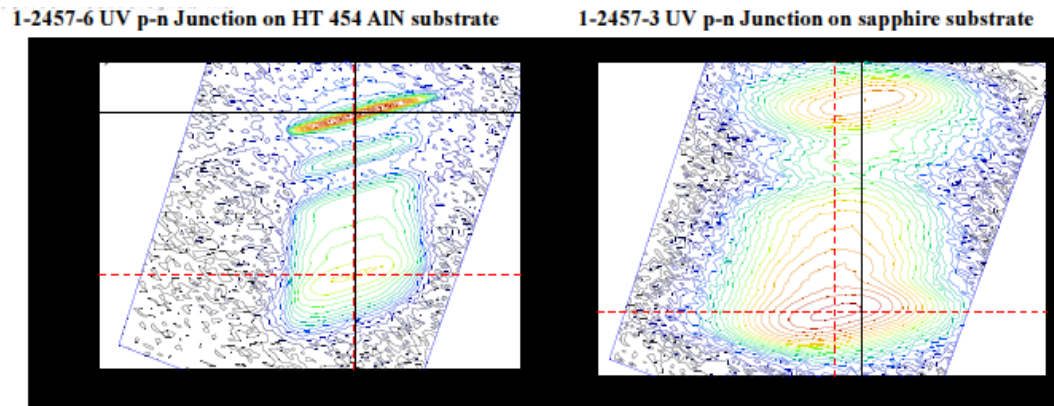 1-2457-6 UV p-n Junction on HT 454 AlN substrate
1-2457-3 UV p-n Junction on sapphire substrate